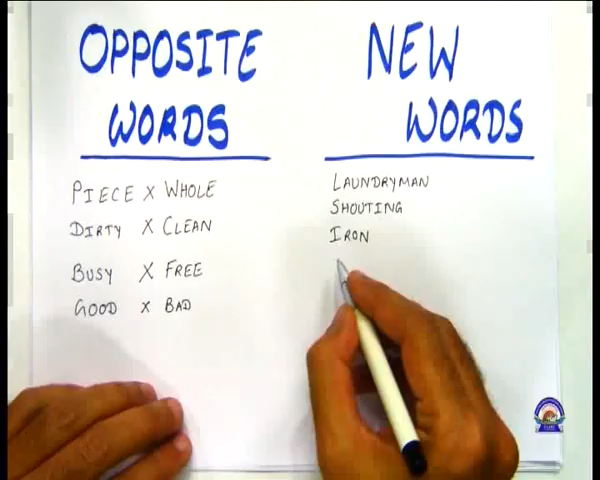 OPPOSITE
WORDS
PIECE X WHOLE
DIRTY X CLEAN
BUSY X FREE
GOOD X BAD
NEW
WORDS
LAUNDRYMAN
SHOUTING
IRON